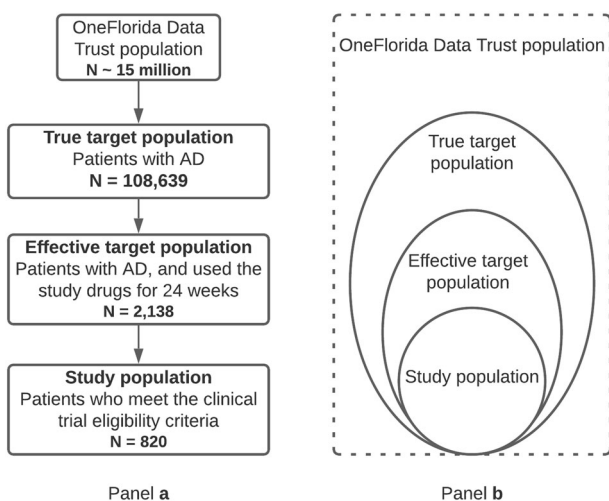 OneFlorida Data
Trust population
N ~ 15 million
True target population
Patients with AD
N = 108,639
Effective target population
Patients with AD, and used the
study drugs for 24 weeks
N = 2,138
Study population
Patients who meet the clinical
trial eligibility criteria
N = 820
Panel a
OneFlorida Data Trust population
True target
population
Effective target
population
Study population
Panel b